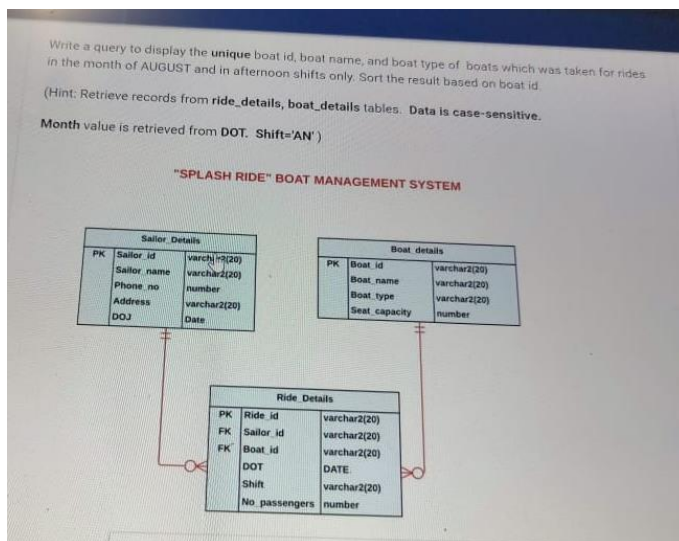 Write a query to display the unique boat id, boat name, and boat type of boats which was taken for rides
in the month of AUGUST and in afternoon shifts only. Sort the result based on boat id.
(Hint: Retrieve records from ride_details, boat_details tables. Data is case-sensitive.
Month value is retrieved from DOT. Shift='AN' )
"SPLASH RIDE" BOAT MANAGEMENT SYSTEM
Sailor_Details
PK Sailor_id varchar2(20)
Sailor_name varchar2(20)
Phone_no number
Address varchar2(20)
DOJ Date
Boat_details
PK Boat_id varchar2(20)
Boat_name varchar2(20)
Boat_type varchar2(20)
Seat_capacity number
Ride_Details
PK Ride_id varchar2(20)
FK Sailor_id varchar2(20)
FK Boat_id varchar2(20)
DOT DATE
Shift varchar2(20)
No_passengers number